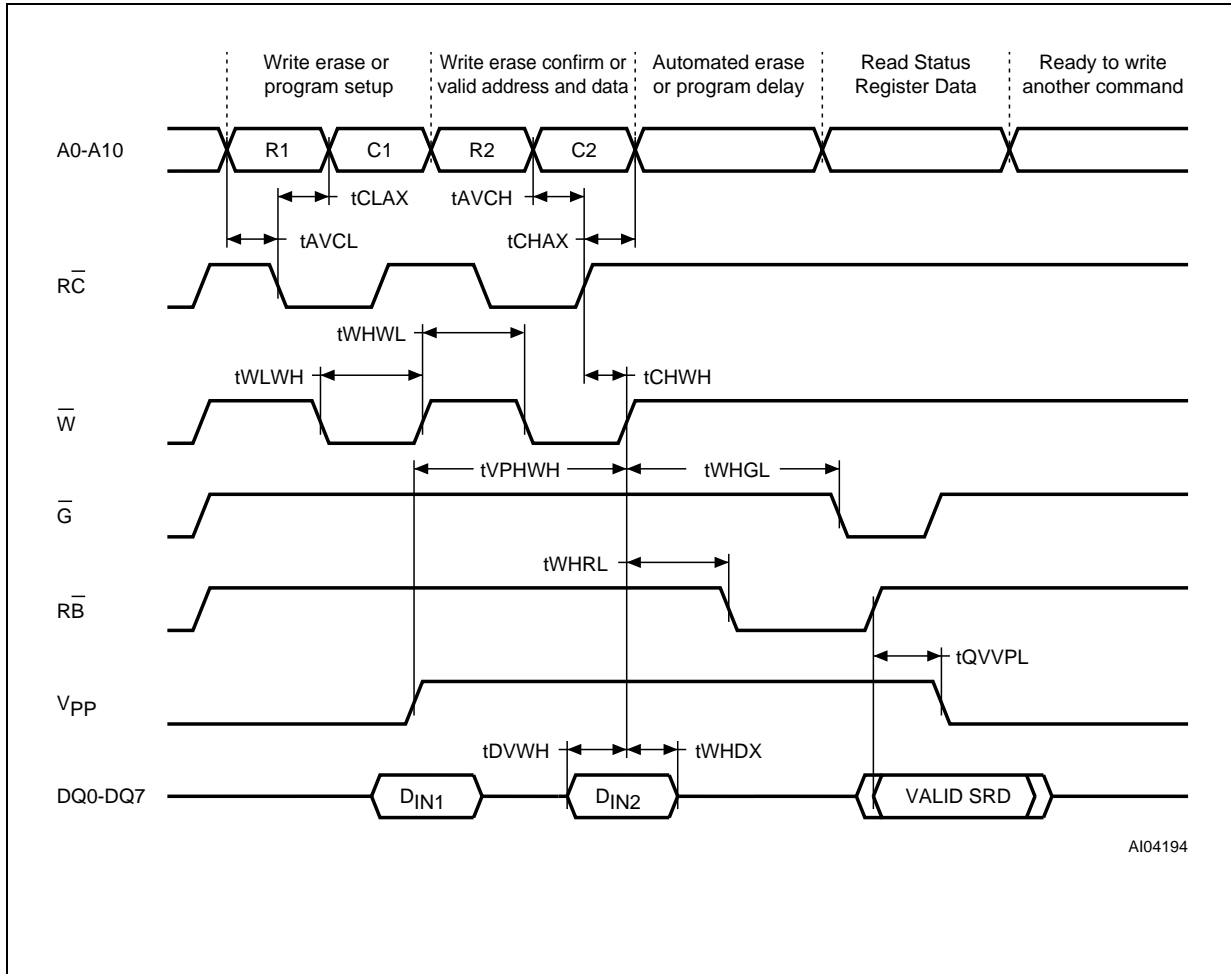 Write erase or
program setup
Write erase confirm or
valid address and data
Automated erase
or program delay
Read Status
Register Data
Ready to write
another command
A0-A10
R1
C1
R2
C2
tCLAX
tAVCH
tAVCL
tCHAX
RC̅
tWHWL
tWLWH
tCHWH
W̅
tVPHWH
tWHGL
G̅
tWHRL
RB̅
tQVVPL
VPP
tDVWH
tWHDX
DQ0-DQ7
DIN1
DIN2
VALID SRD
AI04194